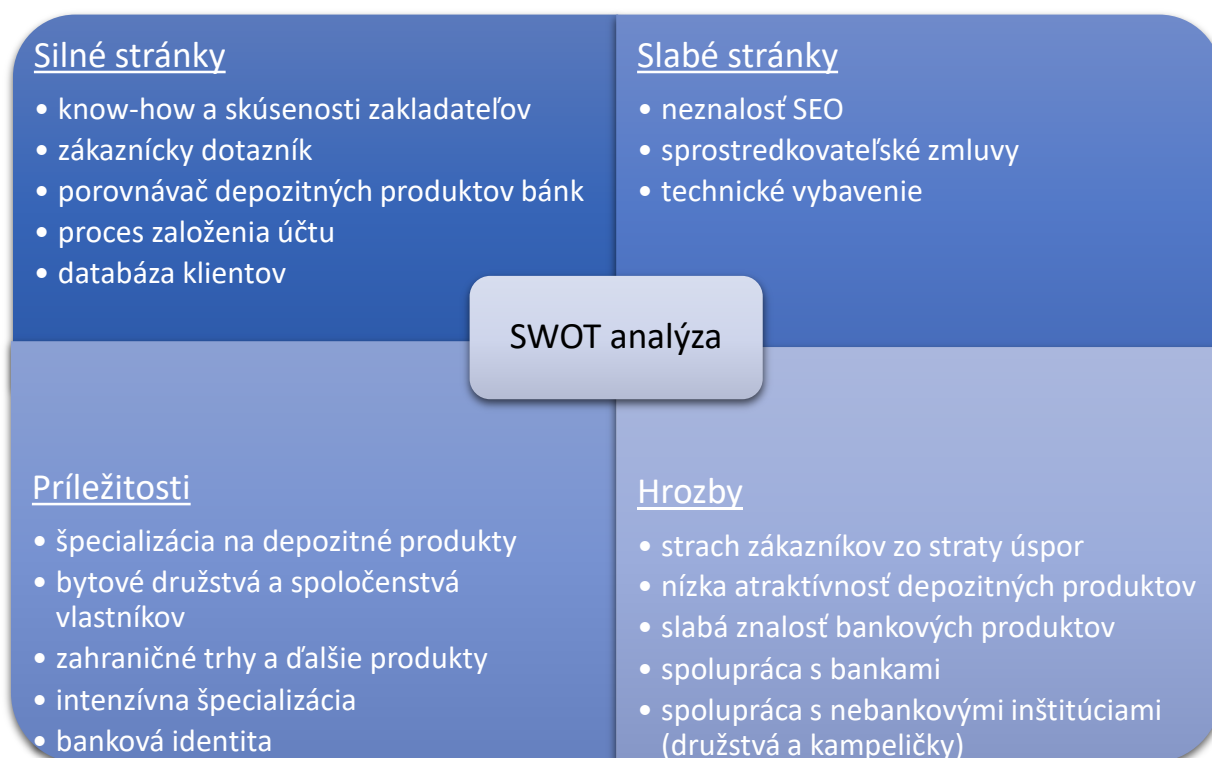 Silné stránky
• know-how a skúsenosti zakladateľov
• zákaznícky dotazník
• porovnávač depozitných produktov bánk
• proces založenia účtu
• databáza klientov
Slabé stránky
• neznalosť SEO
• sprostredkovateľské zmluvy
• technické vybavenie
SWOT analýza
Príležitosti
• špecializácia na depozitné produkty
• bytové družstvá a spoločenstvá
vlastníkov
• zahraničné trhy a ďalšie produkty
• intenzívna špecializácia
• banková identita
Hrozby
• strach zákazníkov zo straty úspor
• nízka atraktívnosť depozitných produktov
• slabá znalosť bankových produktov
• spolupráca s bankami
• spolupráca s nebankovými inštitúciami
(družstvá a kampeličky)